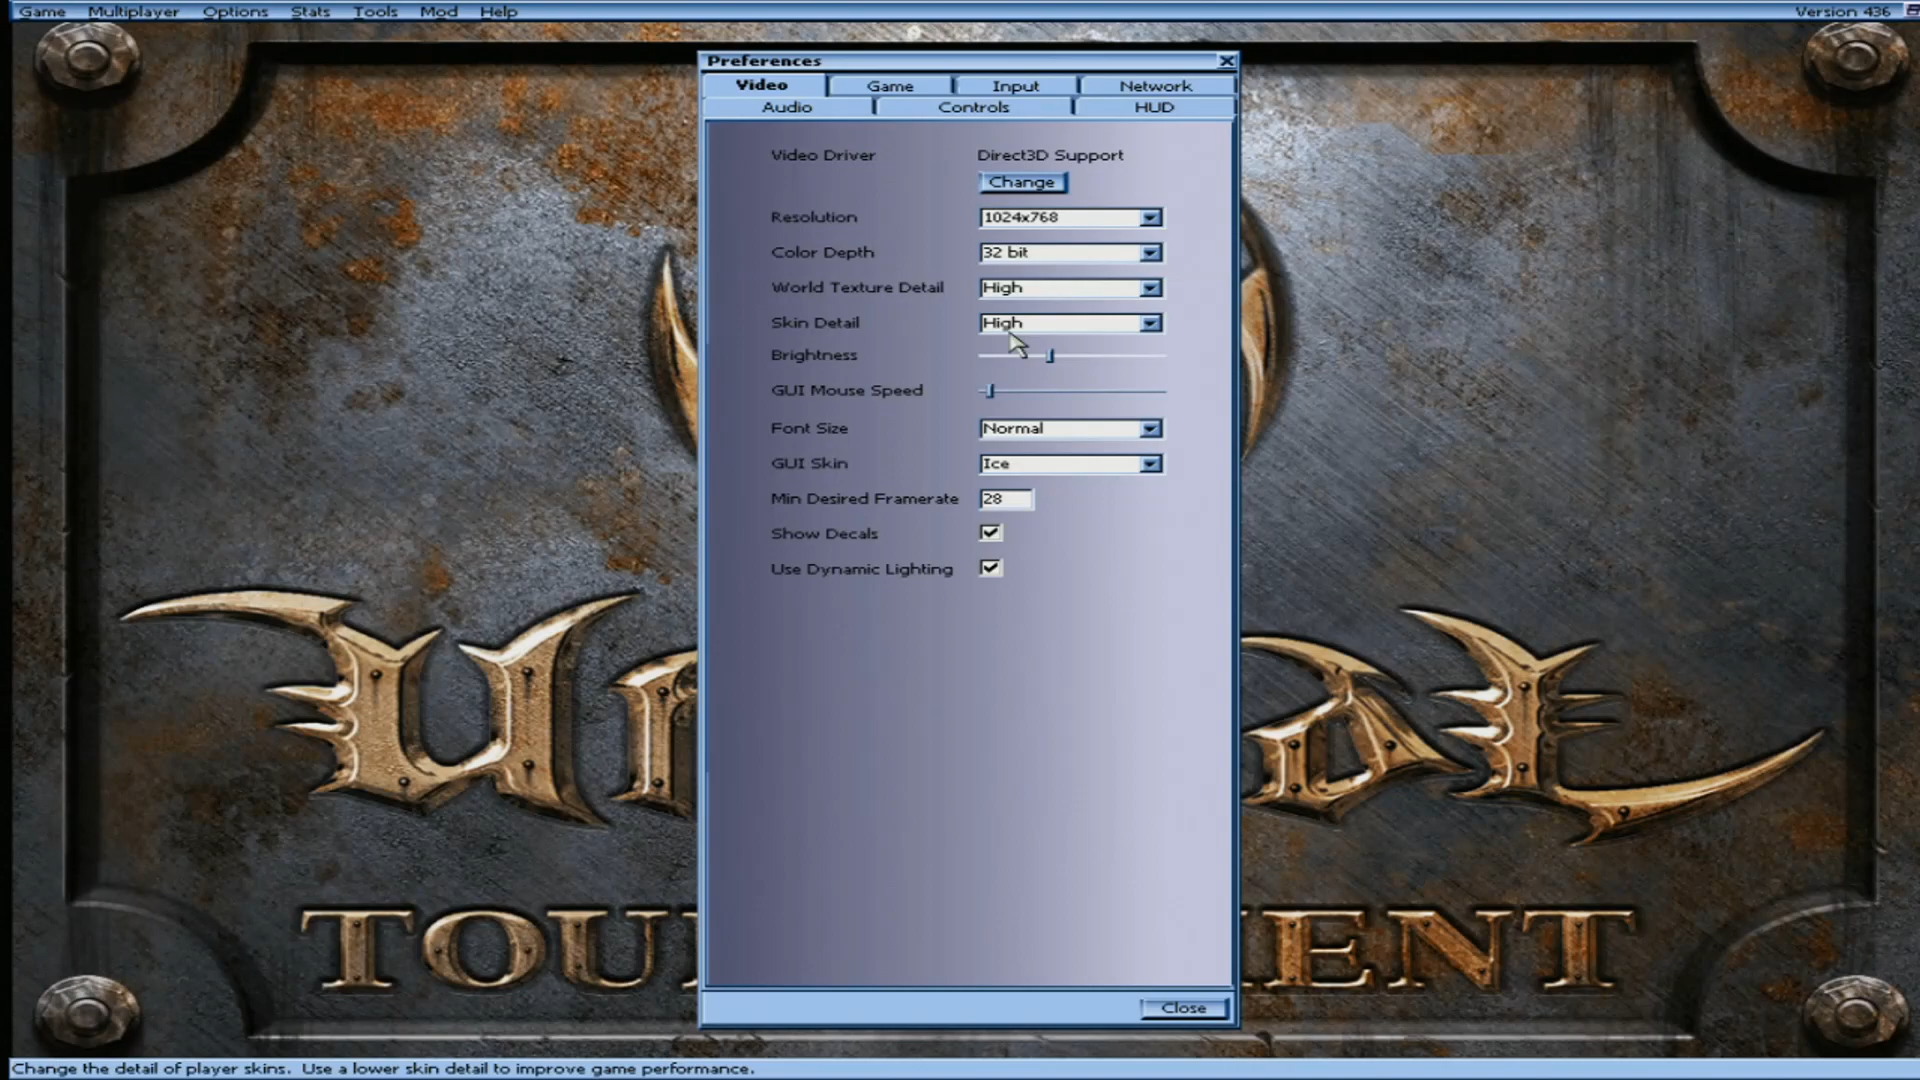 Game Multiplayer Options Stats Tools Mod Help Version 436
Preferences
Video Game Input Network
Audio Controls HUD
Video Driver Direct3D Support
Change
Resolution 1024x768
Color Depth 32 bit
World Texture Detail High
Skin Detail High
Brightness
GUI Mouse Speed
Font Size Normal
GUI Skin Ice
Min Desired Framerate 28
Show Decals
Use Dynamic Lighting
Close
Change the detail of player skins. Use a lower skin detail to improve game performance.